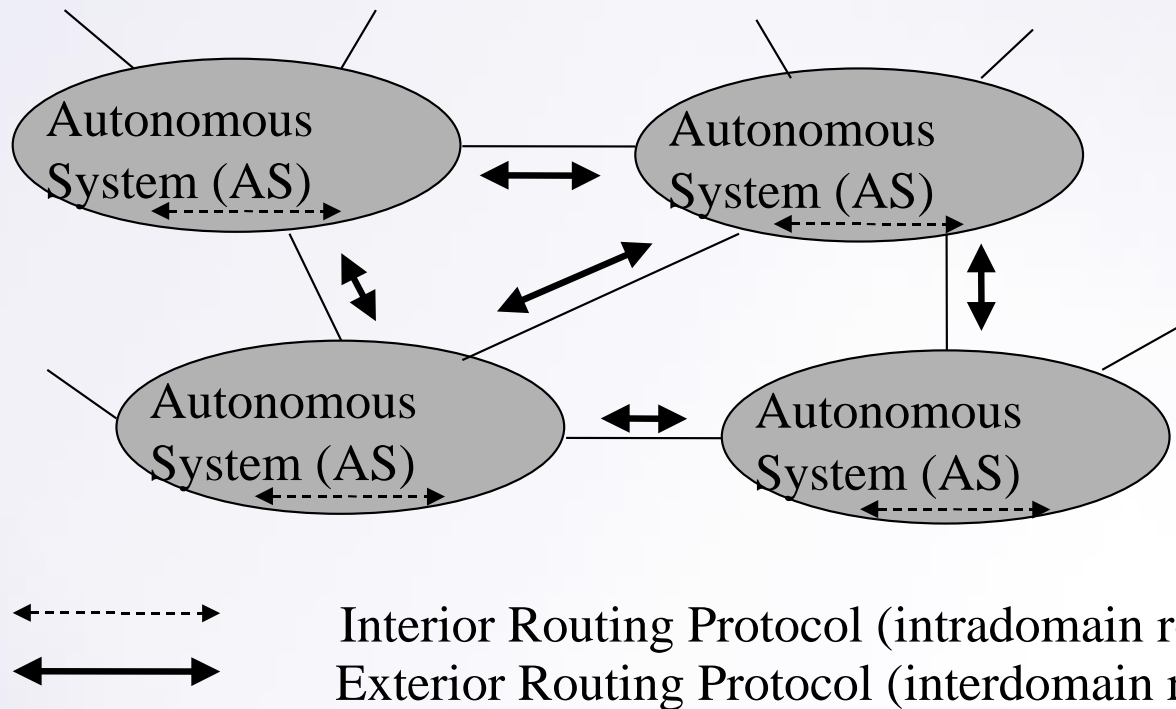 Autonomous
System (AS)
Autonomous
System (AS)
Autonomous
System (AS)
Autonomous
System (AS)
Interior Routing Protocol (intradomain r
Exterior Routing Protocol (interdomain r